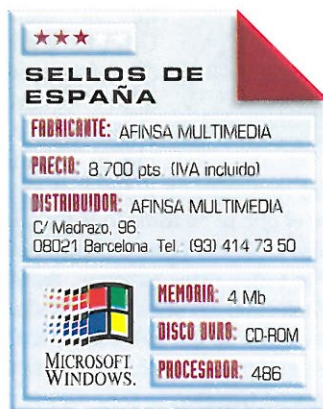 SELLOS DE
ESPAÑA
FABRICANTE: AFINSA MULTIMEDIA
PRECIO: 8.700 pts. (IVA incluido)
DISTRIBUIDOR: AFINSA MULTIMEDIA
C/ Madrazo, 96.
08021 Barcelona. Tel.: (93) 414 73 50
MEMORIA: 4 Mb
DISCO DURO: CD-ROM
PROCESADOR: 486
MICROSOFT
WINDOWS.